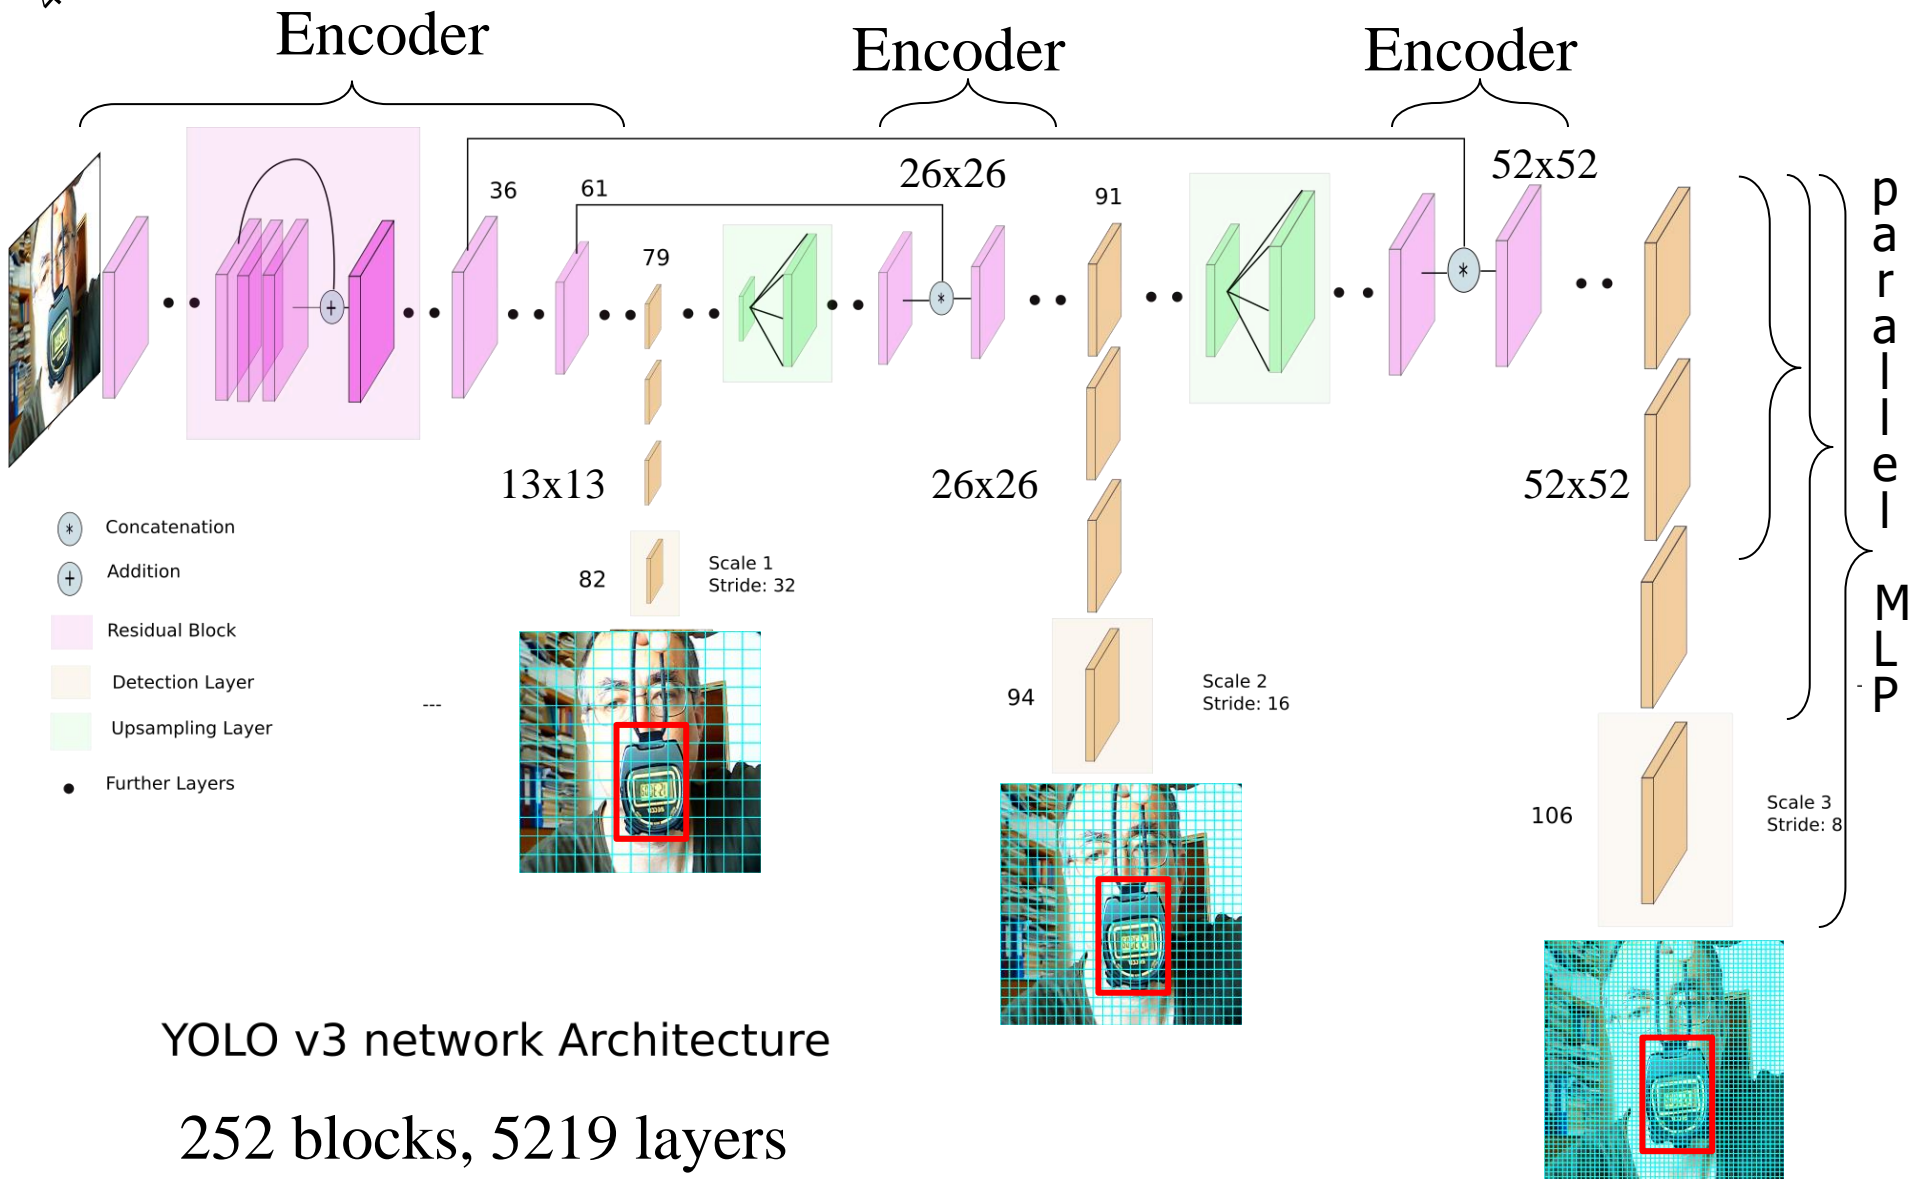 Encoder
Encoder
Encoder
36
61
26x26
91
52x52
79
13x13
26x26
52x52
parallel MLP
*
Concatenation
+
Addition
Residual Block
Detection Layer
Upsampling Layer
Further Layers
---
82
Scale 1
Stride: 32
94
Scale 2
Stride: 16
106
Scale 3
Stride: 8
-
+
*
*
YOLO v3 network Architecture
252 blocks, 5219 layers